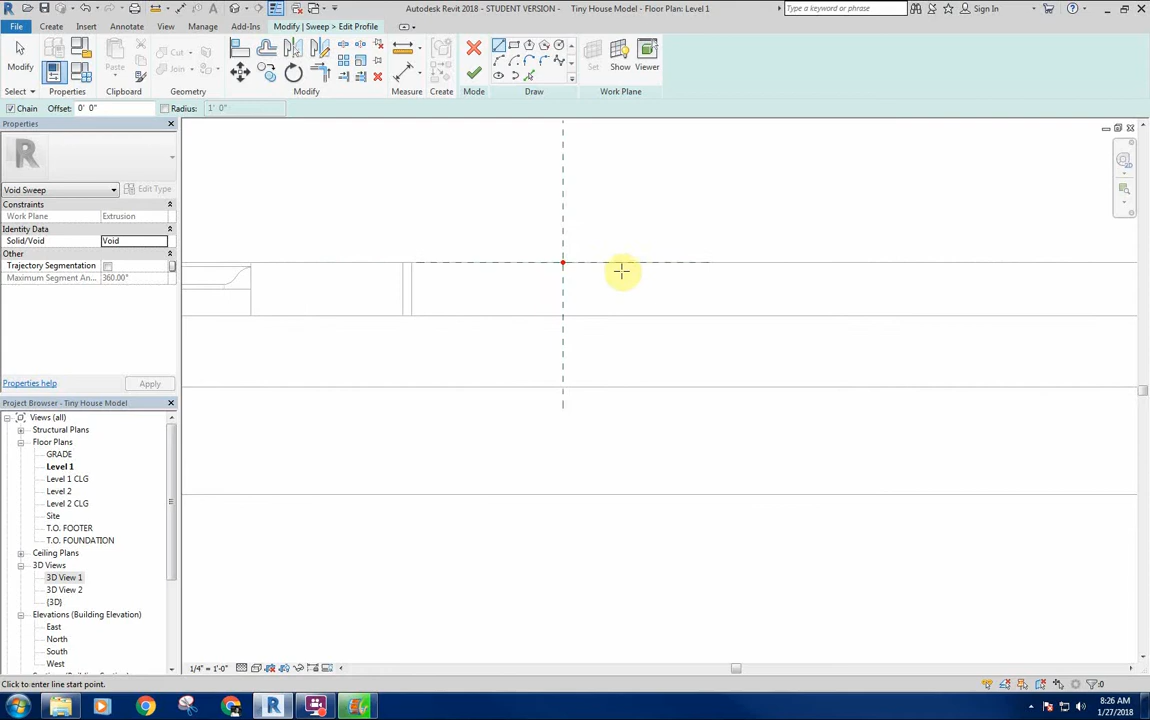 Autodesk Revit 2018 - STUDENT VERSION - Tiny House Model - Floor Plan: Level 1
Type a keyword or phrase
Sign In
File Create Insert Annotate View Manage Add-Ins Modify | Sweep > Edit Profile
Modify Paste Cut Join Set Show Viewer
Select Properties Clipboard Geometry Modify Measure Create Mode Draw Work Plane
Chain Offset: 0' 0" Radius: 1' 0"
Properties
Void Sweep Edit Type
Constraints
Work Plane Extrusion
Identity Data
Solid/Void Void
Other
Trajectory Segmentation
Maximum Segment An... 360.00°
Properties help Apply
Project Browser - Tiny House Model
Views (all)
Structural Plans
Floor Plans
GRADE
Level 1
Level 1 CLG
Level 2
Level 2 CLG
Site
T.O. FOOTER
T.O. FOUNDATION
Ceiling Plans
3D Views
3D View 1
3D View 2
{3D}
Elevations (Building Elevation)
East
North
South
West
1/4" = 1'-0"
Click to enter line start point.
:0
8:26 AM
1/27/2018